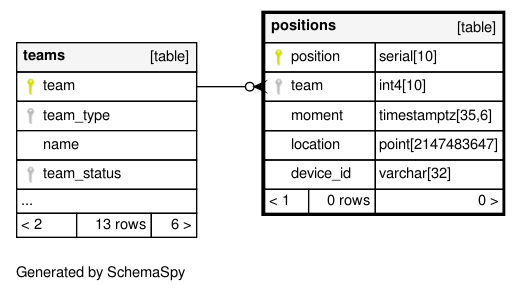 teams [table]
team
team_type
name
team_status
...
< 2 13 rows 6 >
positions [table]
position serial[10]
team int4[10]
moment timestamptz[35,6]
location point[2147483647]
device_id varchar[32]
< 1 0 rows 0 >
Generated by SchemaSpy